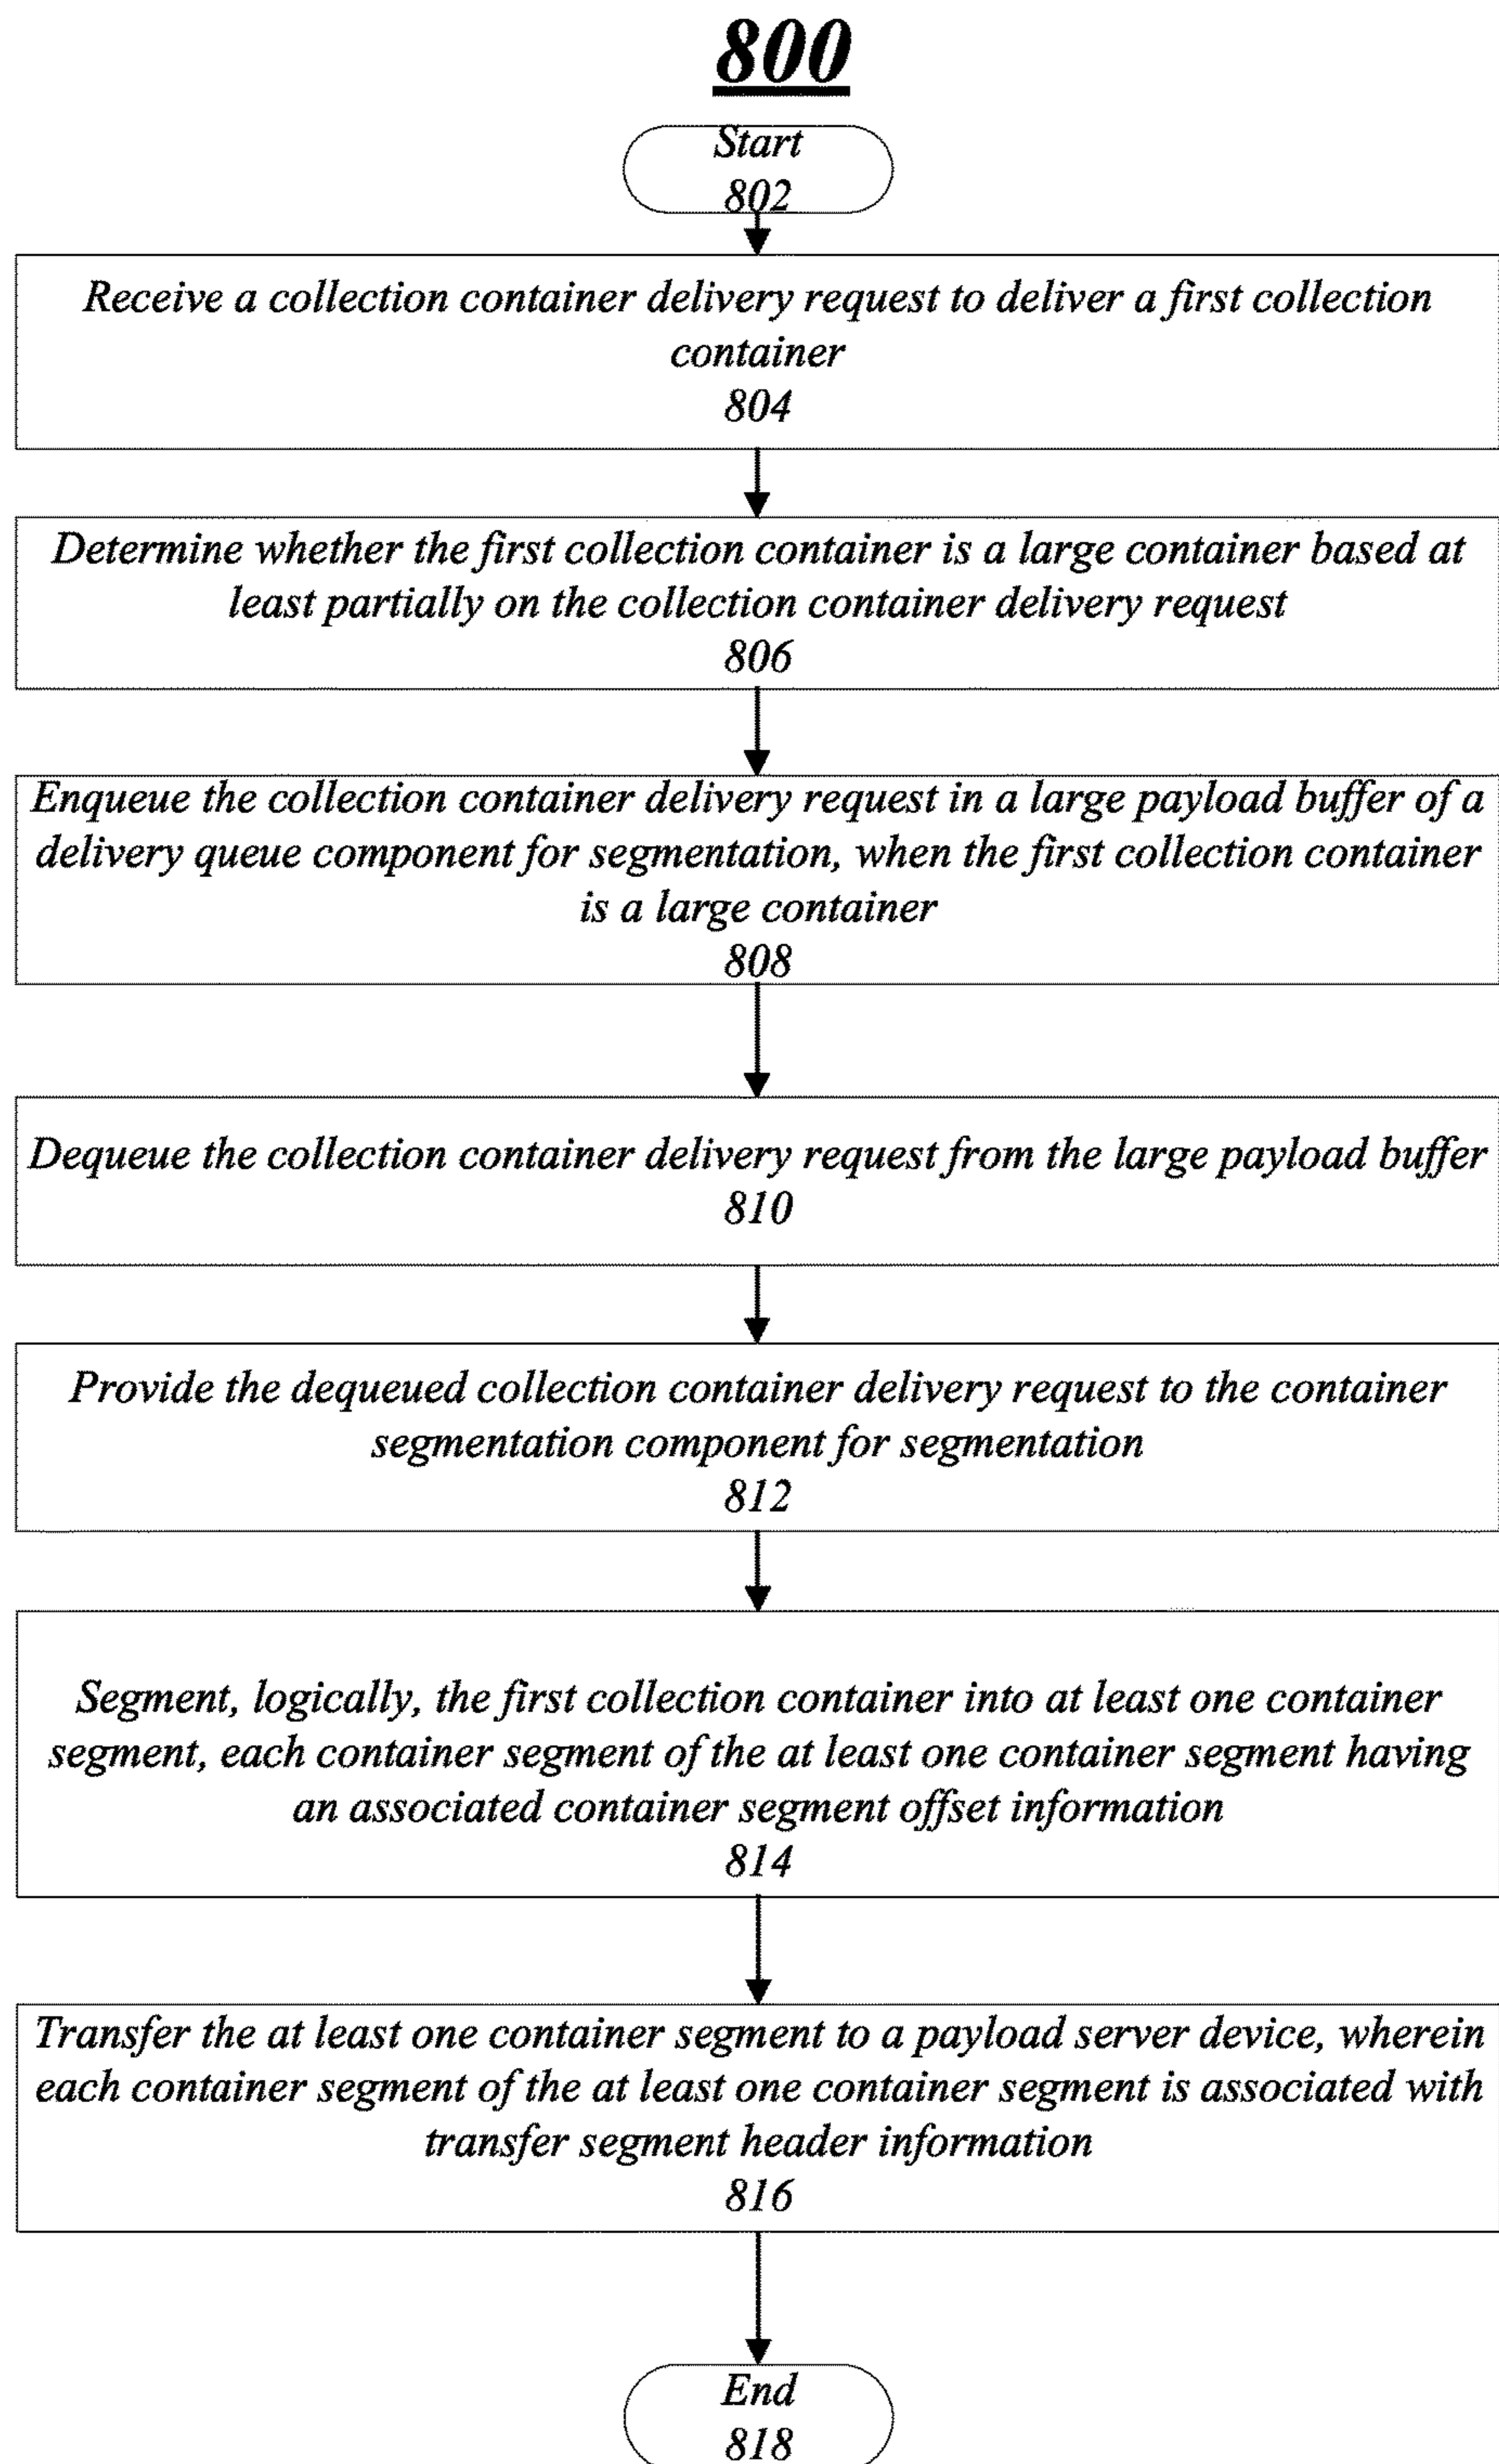 800
Start
802
Receive a collection container delivery request to deliver a first collection
container
804
Determine whether the first collection container is a large container based at
least partially on the collection container delivery request
806
Enqueue the collection container delivery request in a large payload buffer of a
delivery queue component for segmentation, when the first collection container
is a large container
808
Dequeue the collection container delivery request from the large payload buffer
810
Provide the dequeued collection container delivery request to the container
segmentation component for segmentation
812
Segment, logically, the first collection container into at least one container
segment, each container segment of the at least one container segment having
an associated container segment offset information
814
Transfer the at least one container segment to a payload server device, wherein
each container segment of the at least one container segment is associated with
transfer segment header information
816
End
818